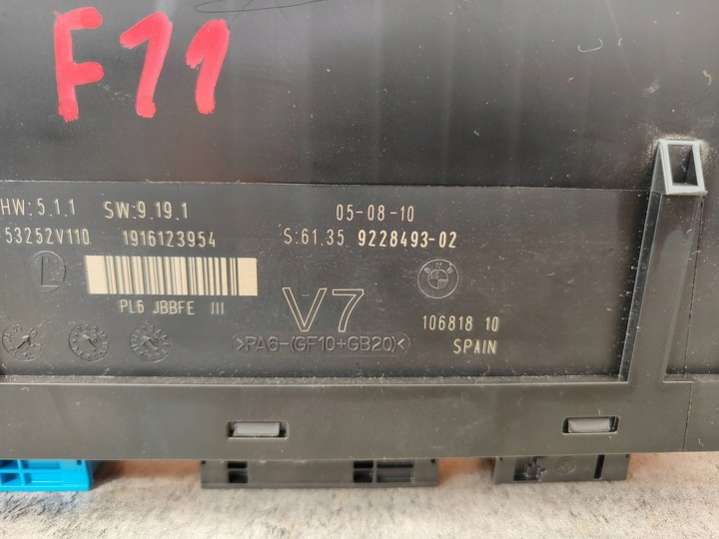 F11
HW:5.1.1 SW:9.19.1 05-08-10
53252V110 1916123954 S:61.35 9228493-02
PL6 JBBFE III
V7
106818 10
>PA6-(GF10+GB20)<
SPAIN